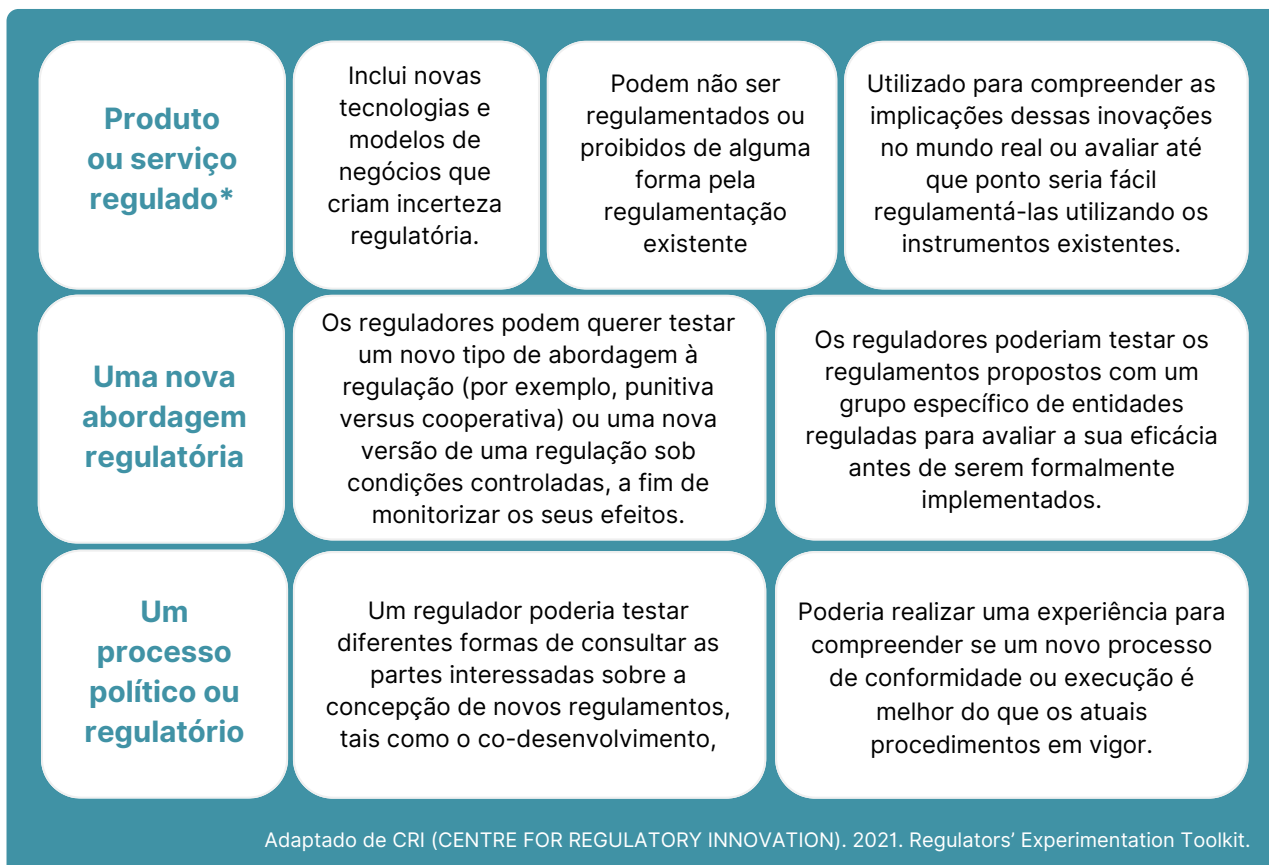 Produto
ou serviço
regulado*
Inclui novas
tecnologias e
modelos de
negócios que
criam incerteza
regulatória.
Podem não ser
regulamentados ou
proibidos de alguma
forma pela
regulamentação
existente
Utilizado para compreender as
implicações dessas inovações
no mundo real ou avaliar até
que ponto seria fácil
regulamentá-las utilizando os
instrumentos existentes.
Uma nova
abordagem
regulatória
Os reguladores podem querer testar
um novo tipo de abordagem à
regulação (por exemplo, punitiva
versus cooperativa) ou uma nova
versão de uma regulação sob
condições controladas, a fim de
monitorizar os seus efeitos.
Os reguladores poderiam testar os
regulamentos propostos com um
grupo específico de entidades
reguladas para avaliar a sua eficácia
antes de serem formalmente
implementados.
Um
processo
político ou
regulatório
Um regulador poderia testar
diferentes formas de consultar as
partes interessadas sobre a
concepção de novos regulamentos,
tais como o co-desenvolvimento,
Poderia realizar uma experiência para
compreender se um novo processo
de conformidade ou execução é
melhor do que os atuais
procedimentos em vigor.
Adaptado de CRI (CENTRE FOR REGULATORY INNOVATION). 2021. Regulators’ Experimentation Toolkit.